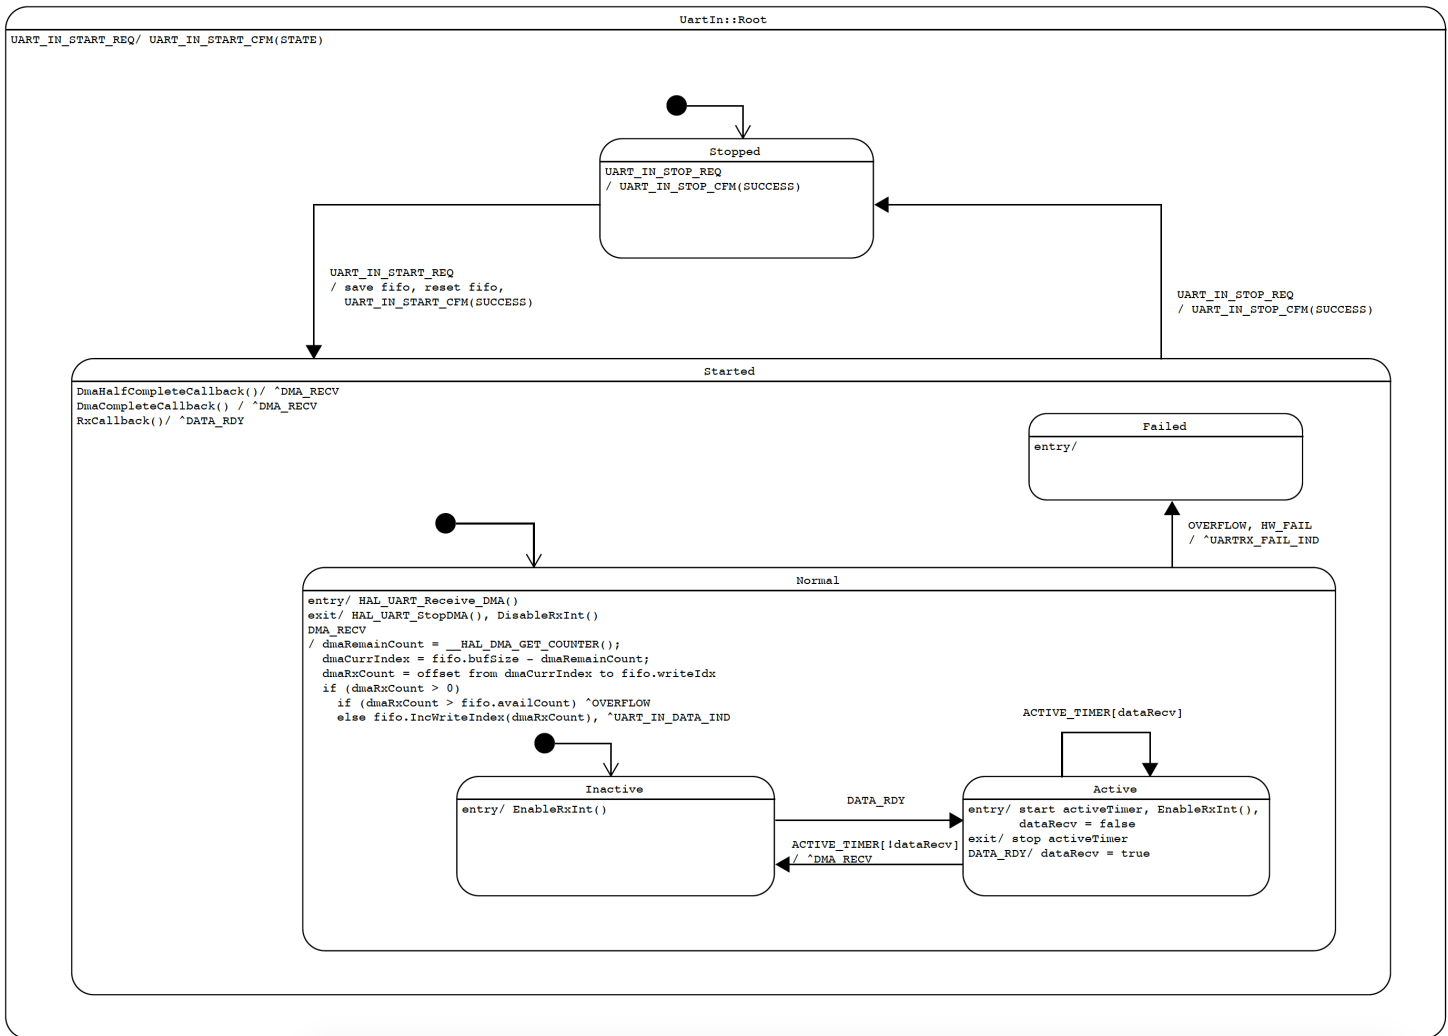 UartIn::Root
UART_IN_START_REQ/ UART_IN_START_CFM(STATE)
Stopped
UART_IN_STOP_REQ
/ UART_IN_STOP_CFM(SUCCESS)
UART_IN_START_REQ
/ save fifo, reset fifo,
UART_IN_START_CFM(SUCCESS)
UART_IN_STOP_REQ
/ UART_IN_STOP_CFM(SUCCESS)
Started
DmaHalfCompleteCallback()/ ^DMA_RECV
DmaCompleteCallback() / ^DMA_RECV
RxCallback()/ ^DATA_RDY
Failed
entry/
OVERFLOW, HW_FAIL
/ ^UARTRX_FAIL_IND
Normal
entry/ HAL_UART_Receive_DMA()
exit/ HAL_UART_StopDMA(), DisableRxInt()
DMA_RECV
/ dmaRemainCount = __HAL_DMA_GET_COUNTER();
dmaCurrIndex = fifo.bufSize - dmaRemainCount;
dmaRxCount = offset from dmaCurrIndex to fifo.writeIdx
if (dmaRxCount > 0)
if (dmaRxCount > fifo.availCount) ^OVERFLOW
else fifo.IncWriteIndex(dmaRxCount), ^UART_IN_DATA_IND
ACTIVE_TIMER[dataRecv]
Inactive
entry/ EnableRxInt()
DATA_RDY
ACTIVE_TIMER[!dataRecv]
/ ^DMA_RECV
Active
entry/ start activeTimer, EnableRxInt(),
dataRecv = false
exit/ stop activeTimer
DATA_RDY/ dataRecv = true